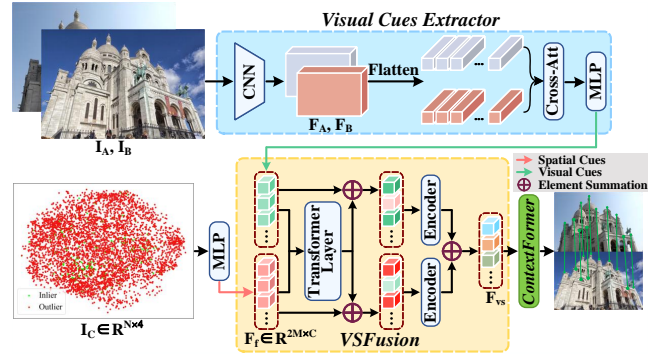 Visual Cues Extractor
CNN
Flatten
...
...
Cross-Att
MLP
F_A, F_B
I_A, I_B
Spatial Cues
Visual Cues
Element Summation
MLP
Transformer
Layer
Encoder
Encoder
ContextFormer
F_vs
Inlier
Outlier
I_C∈R^{N×4}
F_f∈R^{2M×C}
VSFusion